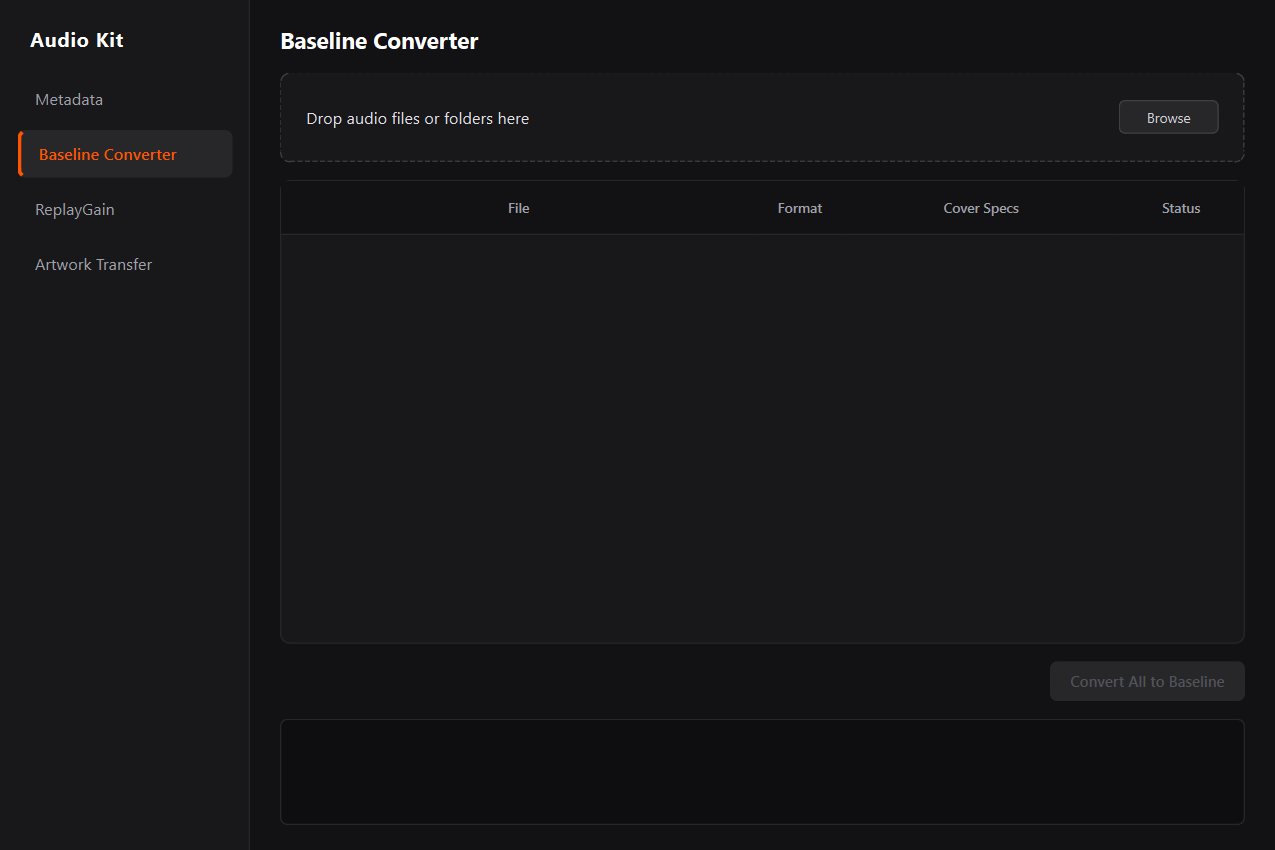 Audio Kit
Metadata
Baseline Converter
ReplayGain
Artwork Transfer
Baseline Converter
Drop audio files or folders here
Browse
File Format Cover Specs Status
Convert All to Baseline